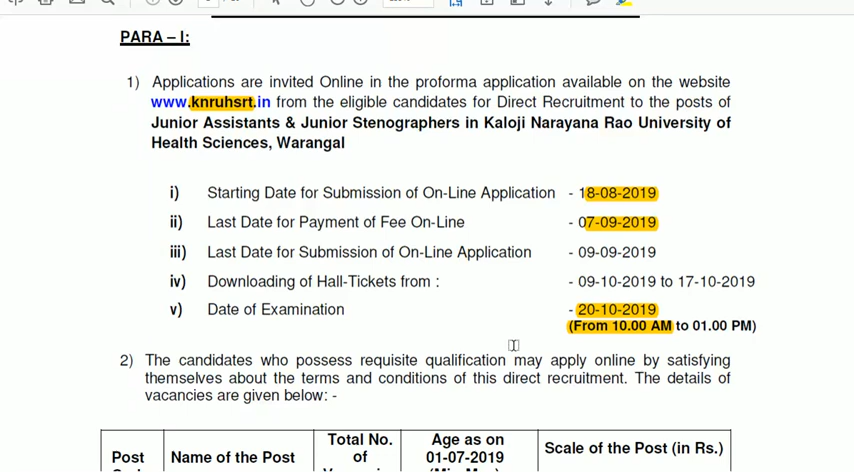 PARA – I:
1) Applications are invited Online in the proforma application available on the website
www.knruhsrt.in from the eligible candidates for Direct Recruitment to the posts of
Junior Assistants & Junior Stenographers in Kaloji Narayana Rao University of
Health Sciences, Warangal
i) Starting Date for Submission of On-Line Application - 18-08-2019
ii) Last Date for Payment of Fee On-Line - 07-09-2019
iii) Last Date for Submission of On-Line Application - 09-09-2019
iv) Downloading of Hall-Tickets from : - 09-10-2019 to 17-10-2019
v) Date of Examination - 20-10-2019
(From 10.00 AM to 01.00 PM)
2) The candidates who possess requisite qualification may apply online by satisfying
themselves about the terms and conditions of this direct recruitment. The details of
vacancies are given below: -
Post Name of the Post Total No. of Age as on 01-07-2019 Scale of the Post (in Rs.)